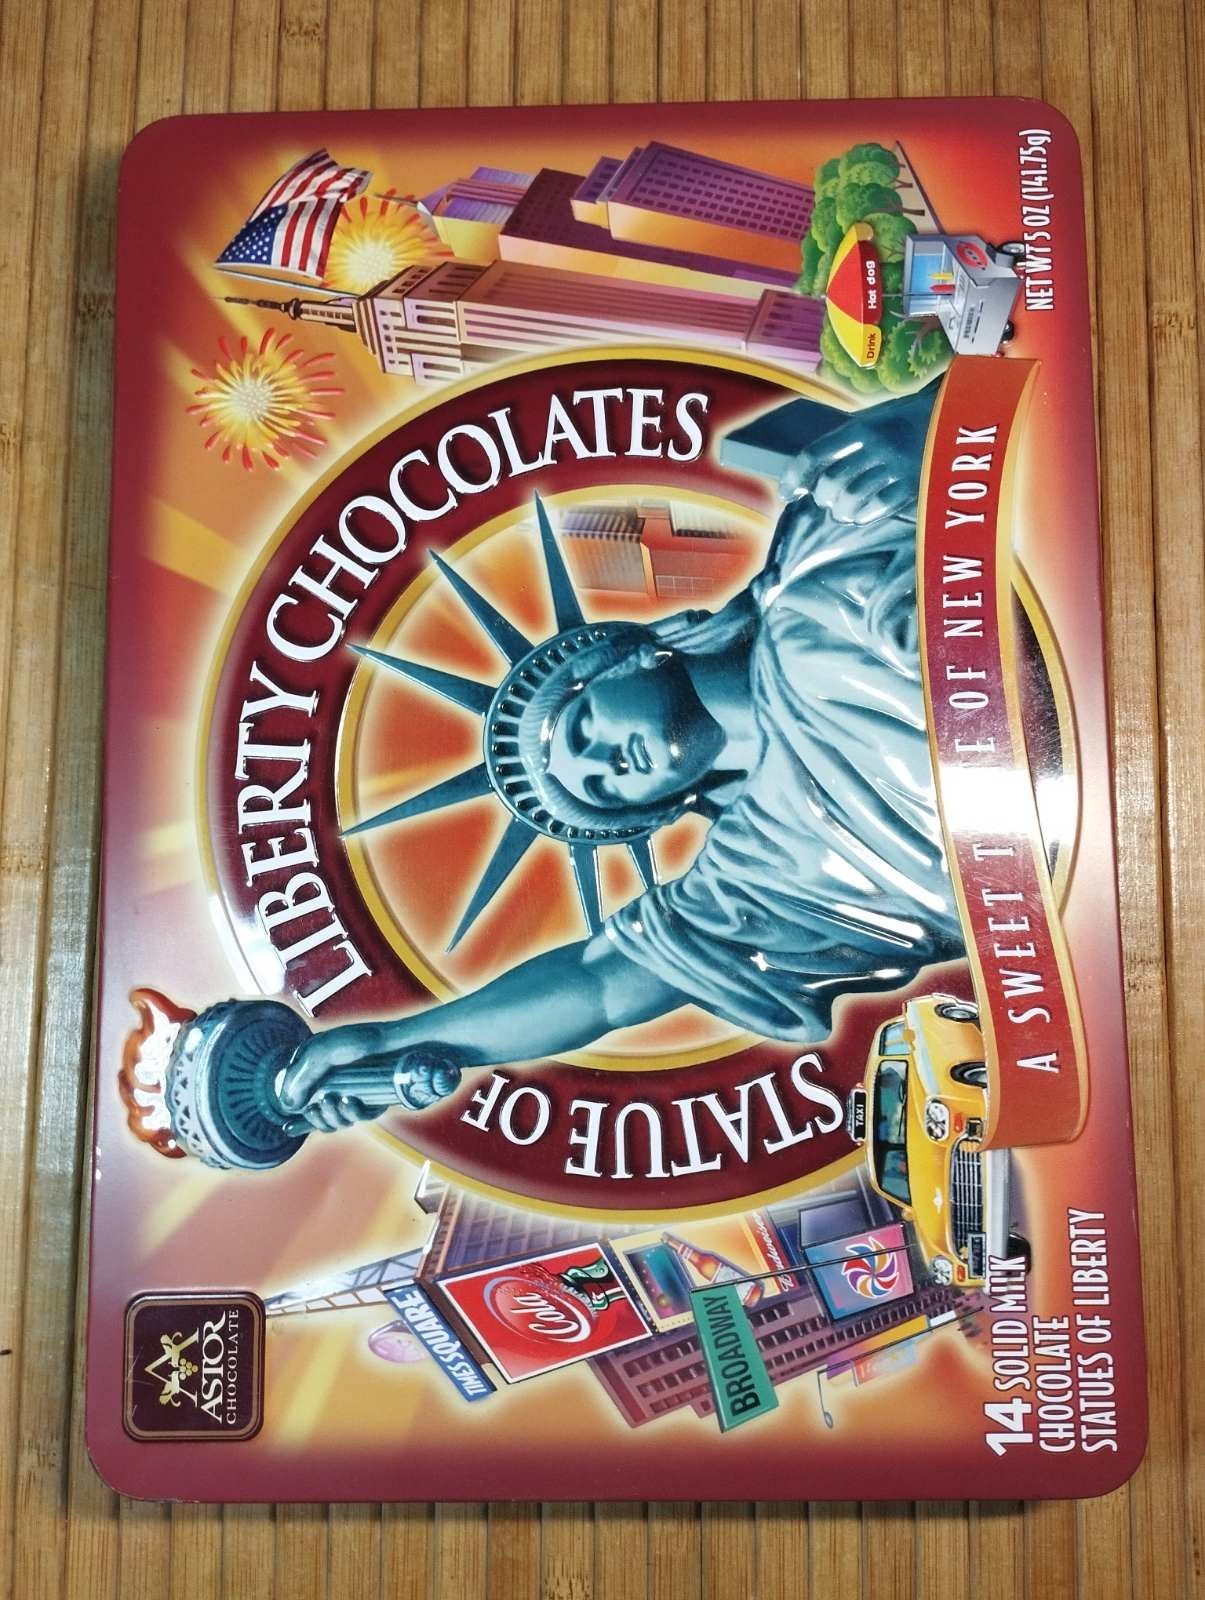 ASTOR
CHOCOLATE
STATUE OF
LIBERTY CHOCOLATES
TIMES SQUARE
Cola
Budweiser
BROADWAY
TAXI
Hot dog
Drink
A SWEET T E OF NEW YORK
14 SOLID MILK
CHOCOLATE
STATUES OF LIBERTY
NET WT 5 OZ (141.75g)